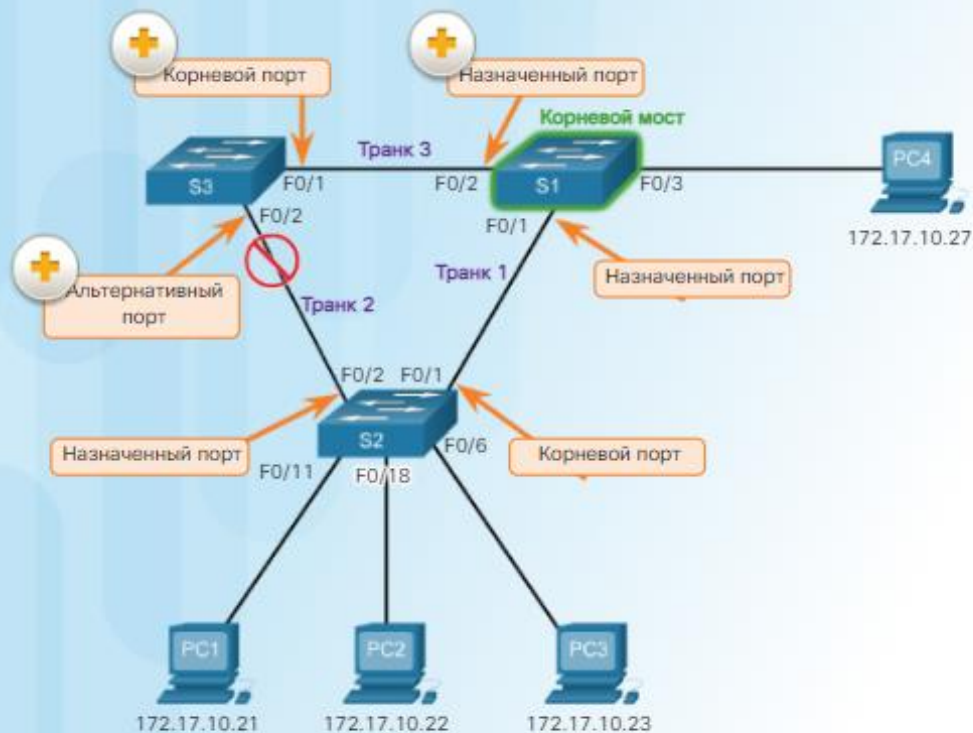 Корневой порт
Назначенный порт
Корневой мост
Транк 3
S3
F0/1
F0/2
S1
F0/3
PC4
F0/2
F0/1
172.17.10.27
Альтернативный
порт
Транк 1
Назначенный порт
Транк 2
F0/2
F0/1
Назначенный порт
S2
F0/6
Корневой порт
F0/11
F0/18
PC1
PC2
PC3
172.17.10.21
172.17.10.22
172.17.10.23